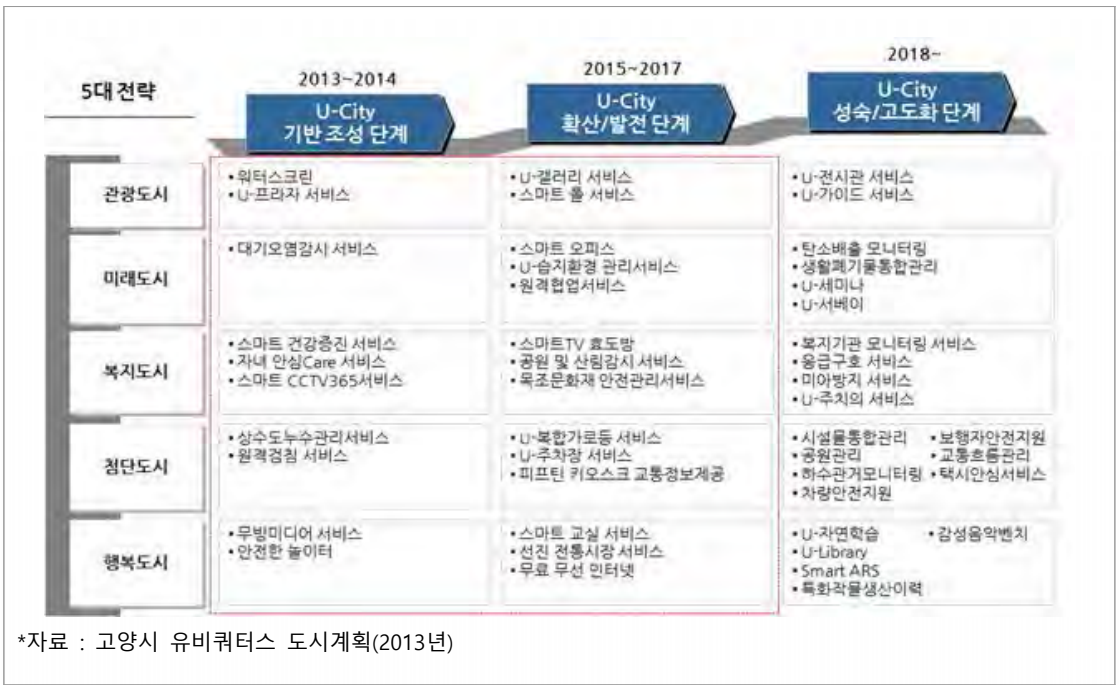 5대 전략
2013~2014
U-City
기반 조성 단계
2015~2017
U-City
확산/발전 단계
2018~
U-City
성숙/고도화 단계
관광도시
•워터스크린
•U-프라자 서비스
•U-갤러리 서비스
•스마트 폴 서비스
•U-전시관 서비스
•U-가이드 서비스
미래도시
•대기오염감시 서비스
•스마트 오피스
•U-습지환경 관리서비스
•원격협업서비스
•탄소배출 모니터링
•생활폐기물통합관리
•U-세미나
•U-서베이
복지도시
•스마트 건강증진 서비스
•자녀 안심Care 서비스
•스마트 CCTV365서비스
•스마트TV 효도방
•공원 및 산림감시 서비스
•목조문화재 안전관리서비스
•복지기관 모니터링 서비스
•응급구호 서비스
•미아방지 서비스
•U-주치의 서비스
첨단도시
•상수도누수관리서비스
•원격검침 서비스
•U-복합가로등 서비스
•U-주차장 서비스
•피프틴 키오스크 교통정보제공
•시설물통합관리 •보행자안전지원
•공원관리 •교통흐름관리
•하수관거모니터링 •택시안심서비스
•차량안전지원
행복도시
•무빙미디어 서비스
•안전한 놀이터
•스마트 교실 서비스
•선진 전통시장 서비스
•무료 무선 인터넷
•U-자연학습 •감성음악벤치
•U-Library
•Smart ARS
•특화작물생산이력
*자료 : 고양시 유비쿼터스 도시계획(2013년)